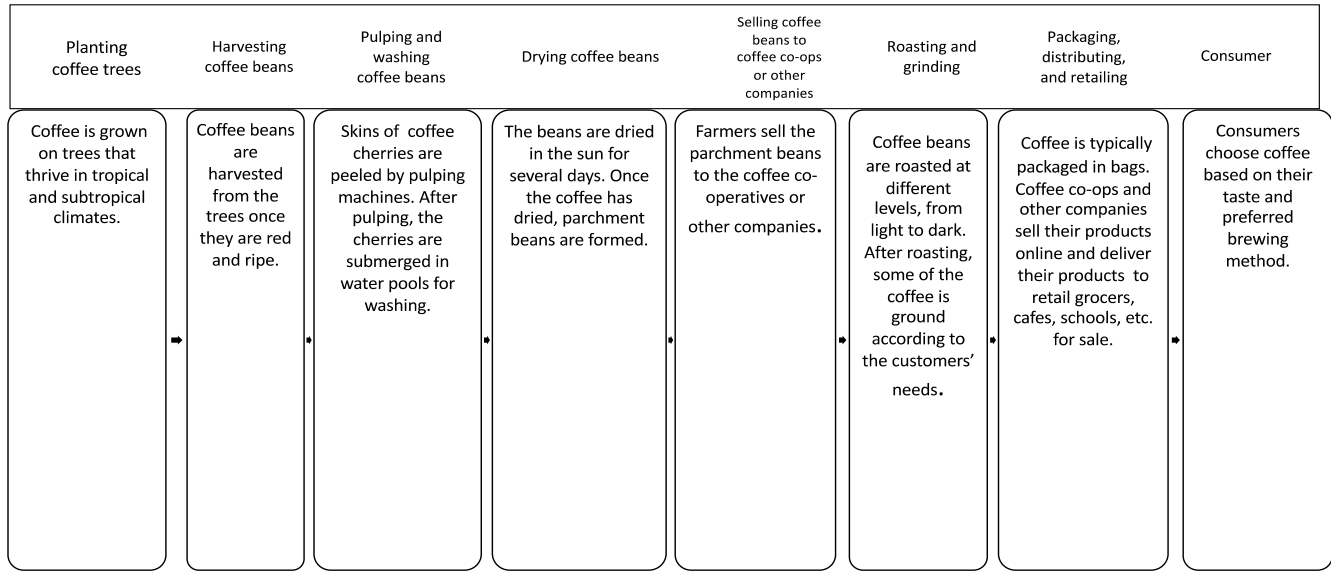 Planting
coffee trees
Harvesting
coffee beans
Pulping and
washing
coffee beans
Drying coffee beans
Selling coffee
beans to
coffee co-ops
or other
companies
Roasting and
grinding
Packaging,
distributing,
and retailing
Consumer
Coffee is grown
on trees that
thrive in tropical
and subtropical
climates.
Coffee beans
are
harvested
from the
trees once
they are red
and ripe.
Skins of coffee
cherries are
peeled by pulping
machines. After
pulping, the
cherries are
submerged in
water pools for
washing.
The beans are dried
in the sun for
several days. Once
the coffee has
dried, parchment
beans are formed.
Farmers sell the
parchment beans
to the coffee co-
operatives or
other companies.
Coffee beans
are roasted at
different
levels, from
light to dark.
After roasting,
some of the
coffee is
ground
according to
the customers’
needs.
Coffee is typically
packaged in bags.
Coffee co-ops and
other companies
sell their products
online and deliver
their products to
retail grocers,
cafes, schools, etc.
for sale.
Consumers
choose coffee
based on their
taste and
preferred
brewing
method.